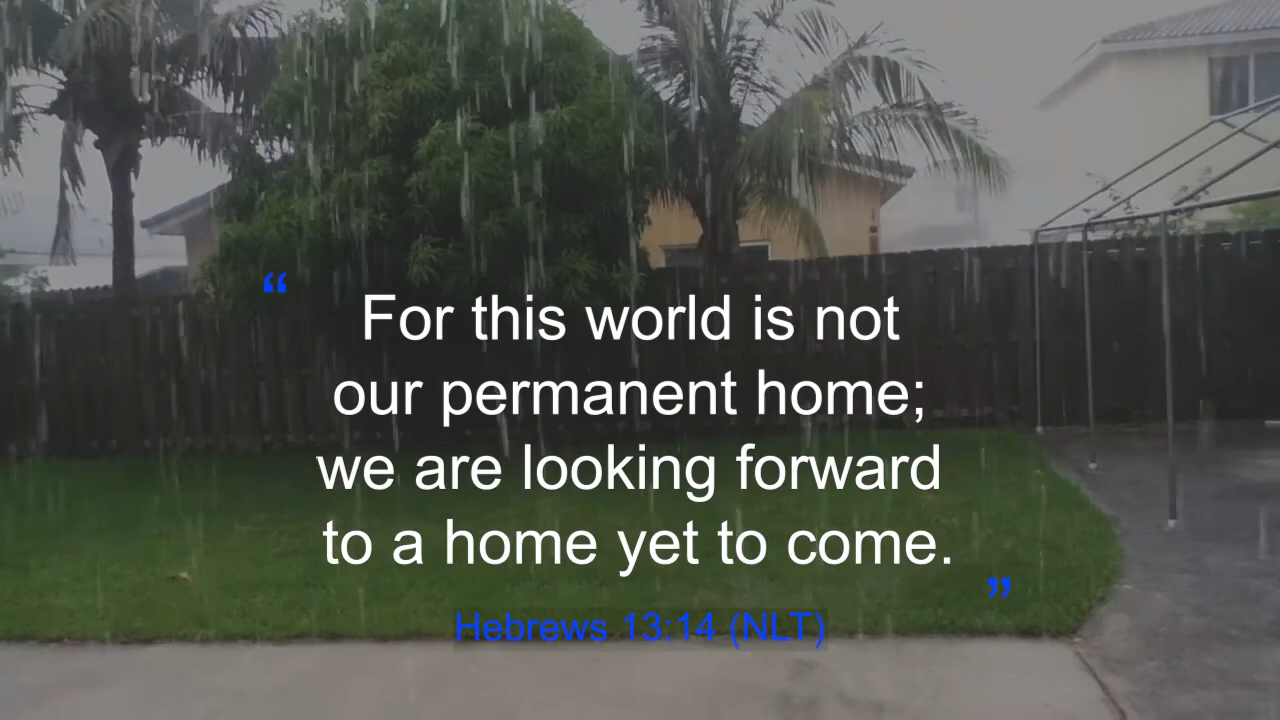 “ For this world is not
our permanent home;
we are looking forward
to a home yet to come. ”
Hebrews 13:14 (NLT)